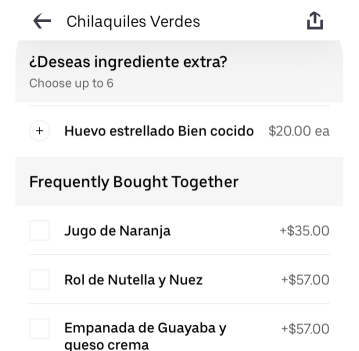 Chilaquiles Verdes
¿Deseas ingrediente extra?
Choose up to 6
+ Huevo estrellado Bien cocido $20.00 ea
Frequently Bought Together
Jugo de Naranja +$35.00
Rol de Nutella y Nuez +$57.00
Empanada de Guayaba y +$57.00
queso crema